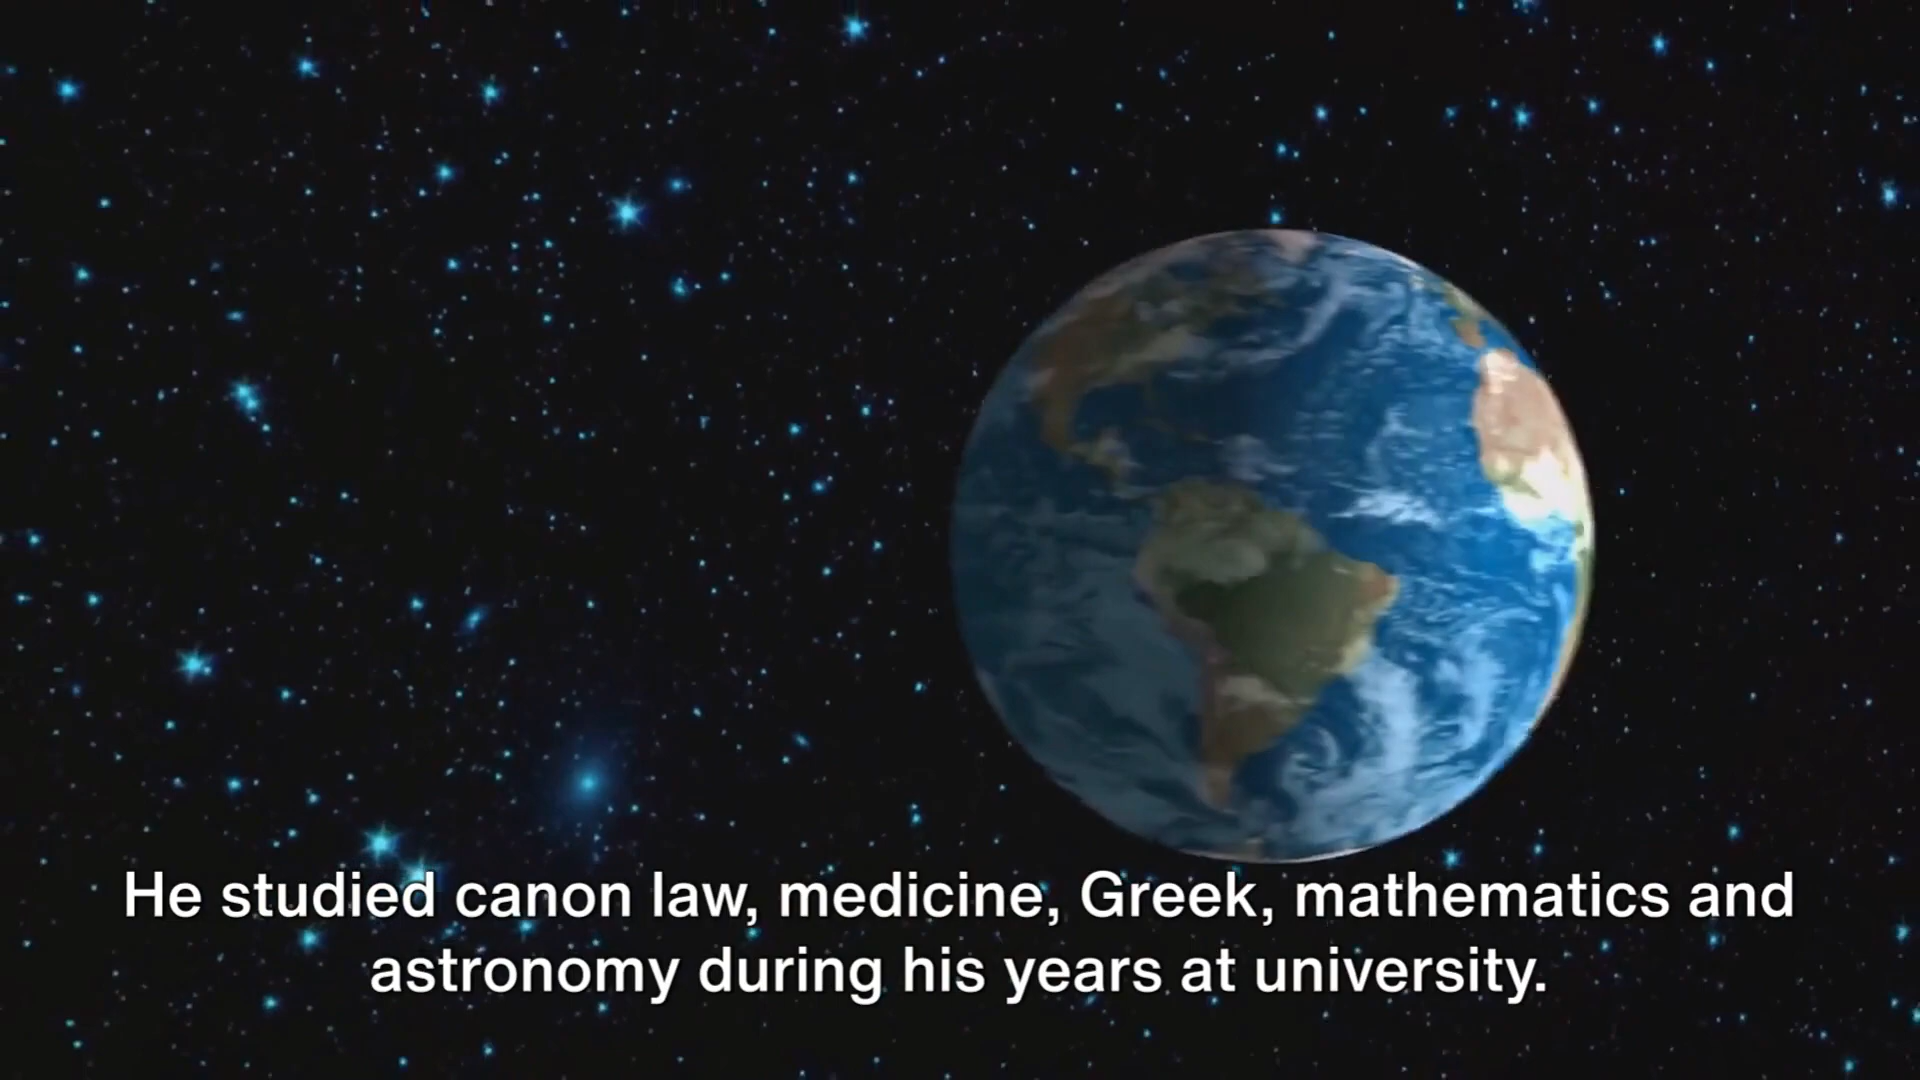 He studied canon law, medicine, Greek, mathematics and
astronomy during his years at university.